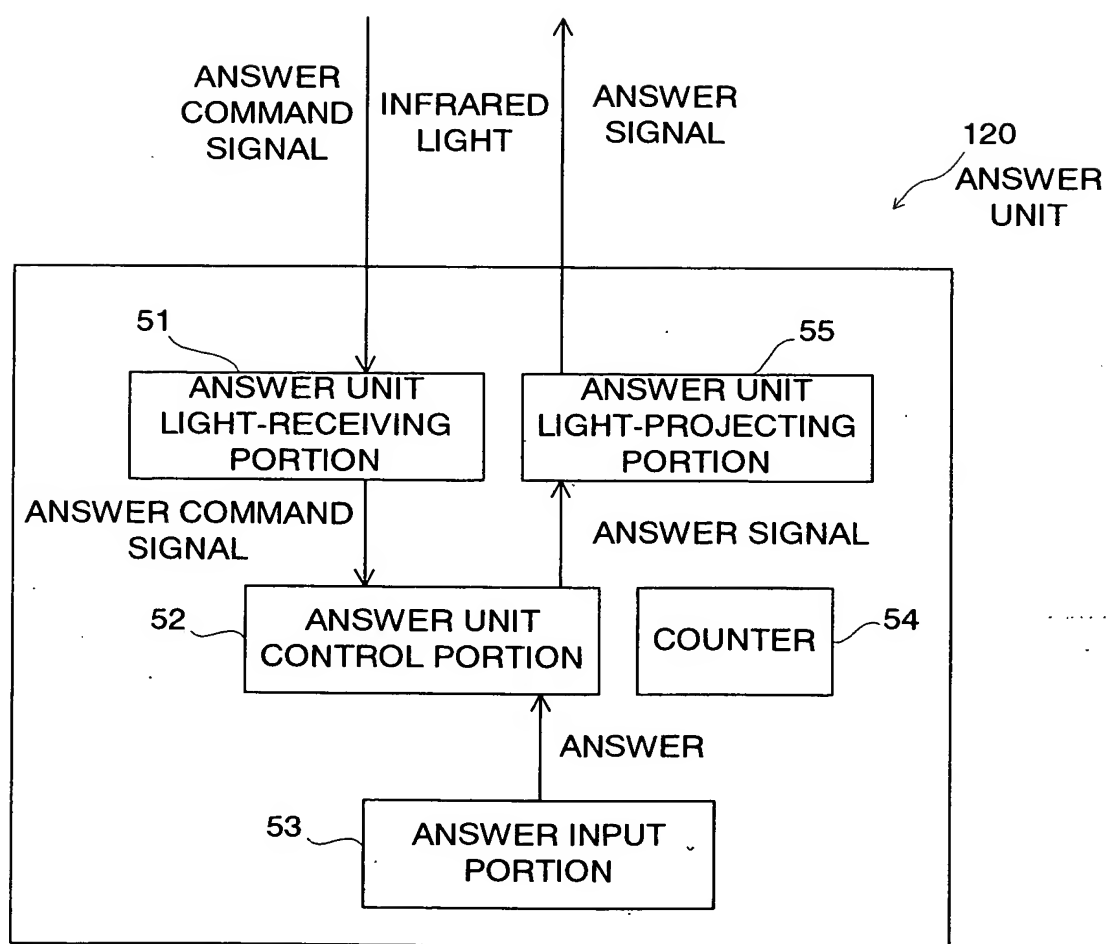 ANSWER
COMMAND
SIGNAL
INFRARED
LIGHT
ANSWER
SIGNAL
120
ANSWER
UNIT
51
55
ANSWER UNIT
LIGHT-RECEIVING
PORTION
ANSWER UNIT
LIGHT-PROJECTING
PORTION
ANSWER COMMAND
SIGNAL
ANSWER SIGNAL
52
ANSWER UNIT
CONTROL PORTION
COUNTER
54
ANSWER
53
ANSWER INPUT
PORTION